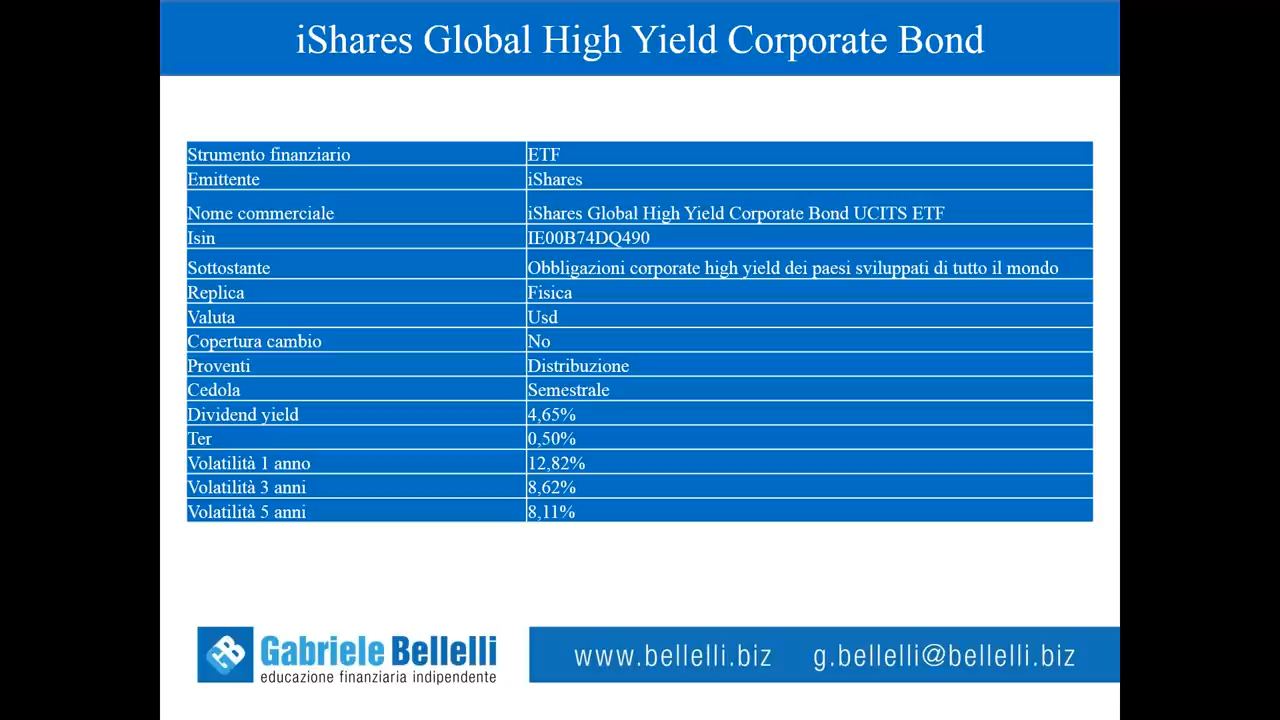 iShares Global High Yield Corporate Bond
Strumento finanziario ETF
Emittente iShares
Nome commerciale iShares Global High Yield Corporate Bond UCITS ETF
Isin IE00B74DQ490
Sottostante Obbligazioni corporate high yield dei paesi sviluppati di tutto il mondo
Replica Fisica
Valuta Usd
Copertura cambio No
Proventi Distribuzione
Cedola Semestrale
Dividend yield 4,65%
Ter 0,50%
Volatilità 1 anno 12,82%
Volatilità 3 anni 8,62%
Volatilità 5 anni 8,11%
Gabriele Bellelli
educazione finanziaria indipendente
www.bellelli.biz g.bellelli@bellelli.biz